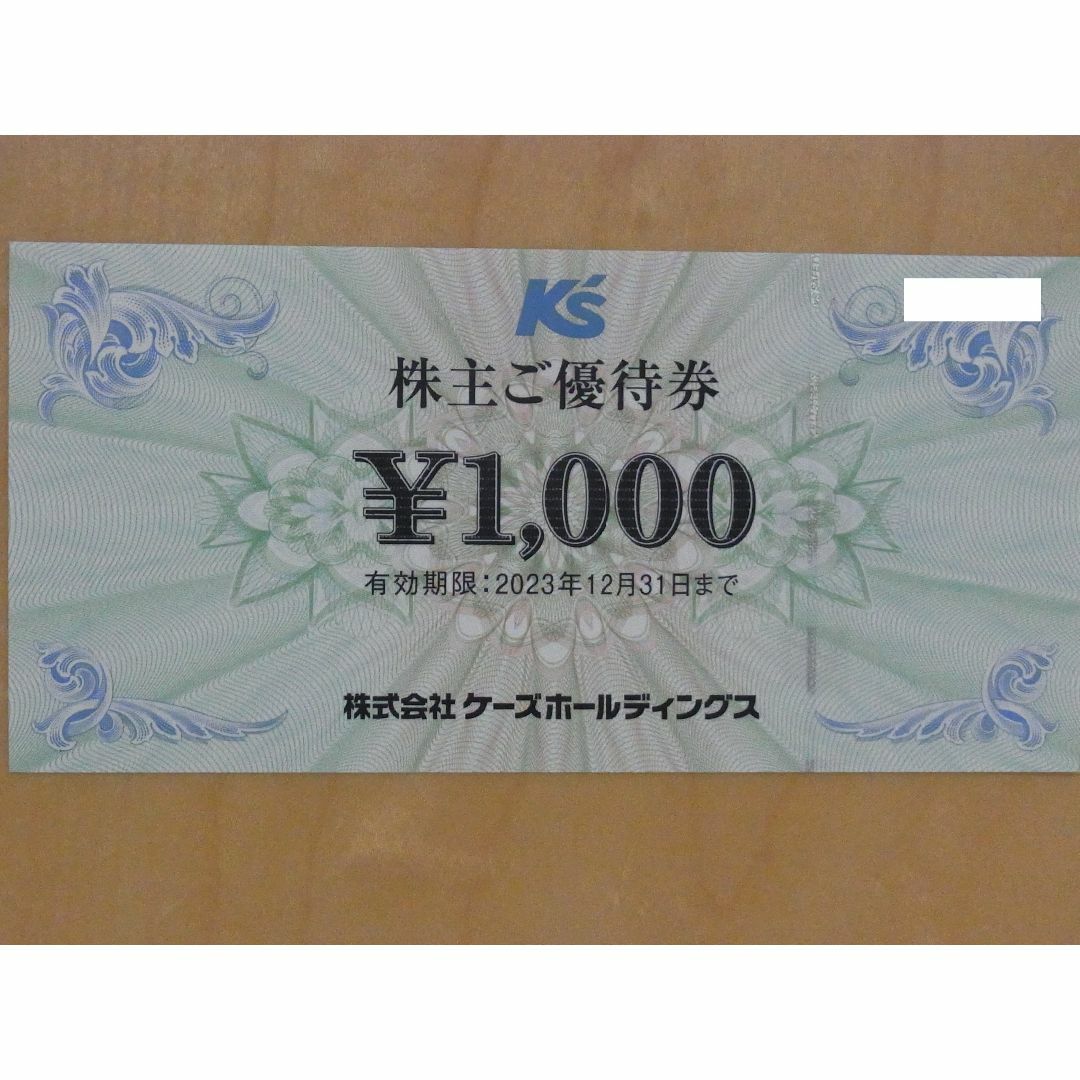 K's
株主ご優待券
¥1,000
有効期限:2023年12月31日まで
株式会社ケーズホールディングス